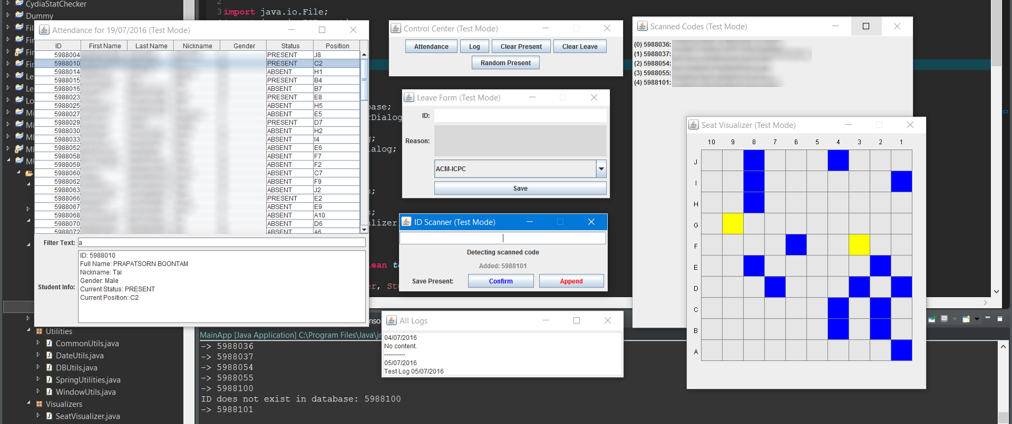 CydiaStatChecker
Dummy
import java.io.File;
Attendance for 19/07/2016 (Test Mode)
ID First Name Last Name Nickname Gender Status Position
5988004 PRESENT J8
5988010 PRESENT C2
5988014 ABSENT H1
5988015 PRESENT B4
5988016 ABSENT B7
5988023 PRESENT E8
5988025 ABSENT H5
5988027 ABSENT E5
5988029 PRESENT D7
5988030 ABSENT H2
5988033 ABSENT I4
5988052 ABSENT E6
5988058 ABSENT F7
5988059 ABSENT F2
5988060 ABSENT C7
5988062 ABSENT F9
5988063 ABSENT J2
5988066 PRESENT E2
5988068 ABSENT E9
5988069 ABSENT A10
5988070 ABSENT D6
5988072 ABSENT A6
Filter Text: a
Student Info:
ID: 5988010
Full Name: PRAPATSORN BOONTAM
Nickname: Tai
Gender: Male
Current Status: PRESENT
Current Position: C2
Control Center (Test Mode)
Attendance Log Clear Present Clear Leave
Random Present
Leave Form (Test Mode)
ID:
Reason:
ACM-ICPC
Save
ID Scanner (Test Mode)
Detecting scanned code
Added: 5988101
Save Present: Confirm Append
All Logs
04/07/2016
No content.
05/07/2016
Test Log 05/07/2016
Scanned Codes (Test Mode)
(0) 5988036:
(1) 5988037:
(2) 5988054:
(3) 5988055:
(4) 5988101:
Seat Visualizer (Test Mode)
10 9 8 7 6 5 4 3 2 1
J
I
H
G
F
E
D
C
B
A
Utilities
CommonUtils.java
DateUtils.java
DBUtils.java
SpringUtilities.java
WindowUtils.java
Visualizers
SeatVisualizer.java
MainApp [Java Application] C:\Program Files\Java\j
-> 5988036
-> 5988037
-> 5988054
-> 5988055
-> 5988100
ID does not exist in database: 5988100
-> 5988101